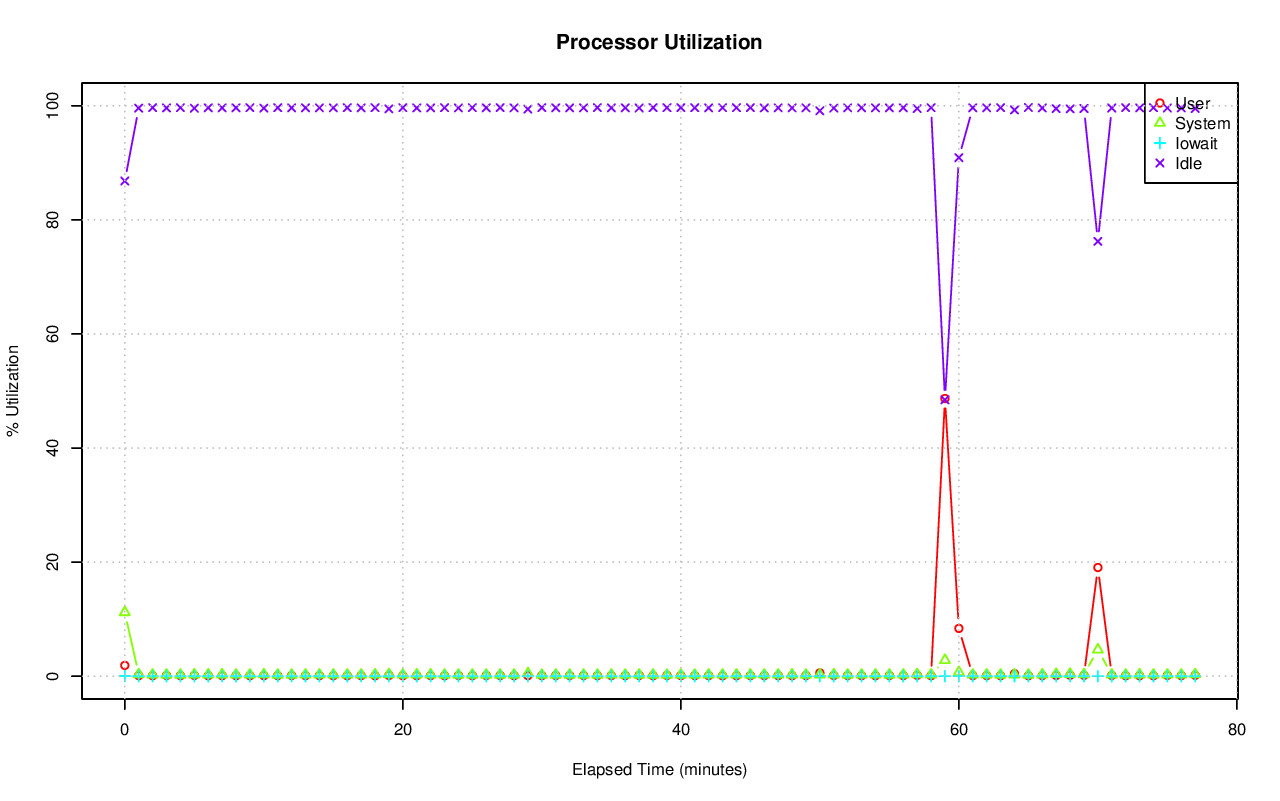 Processor Utilization
% Utilization
100
80
60
40
20
0
User
System
Iowait
Idle
0 20 40 60 80
Elapsed Time (minutes)